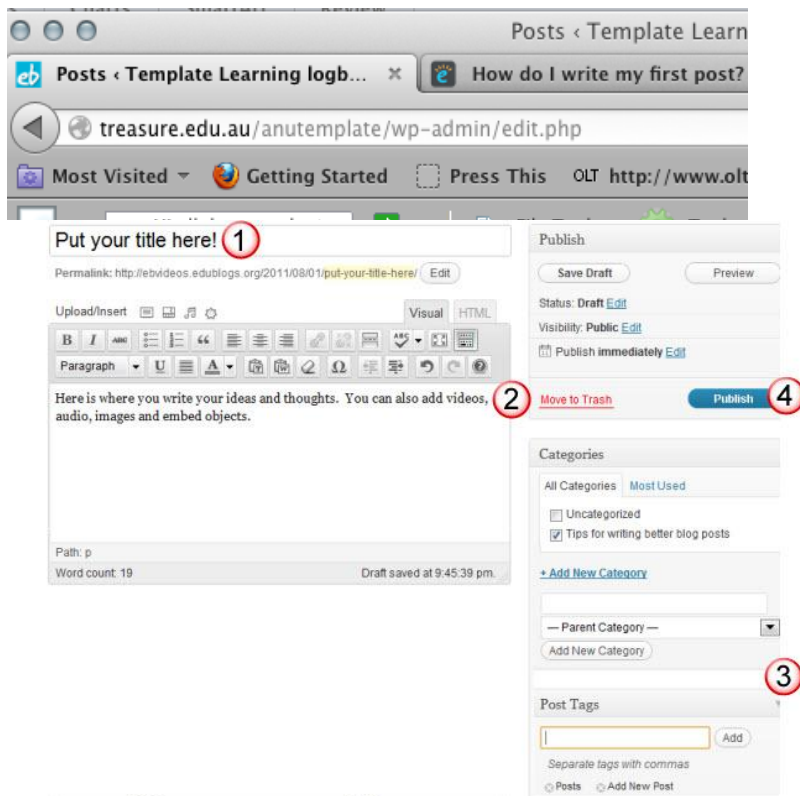 Posts ‹ Template Learn
eb Posts ‹ Template Learning logb... × How do I write my first post?
treasure.edu.au/anutemplate/wp-admin/edit.php
Most Visited Getting Started Press This OLT http://www.olt
Put your title here! 1
Permalink: http://ebvideos.edublogs.org/2011/08/01/put-your-title-here/ Edit
Upload/Insert Visual HTML
B I ABC “ ABC
Paragraph U A Ω
Here is where you write your ideas and thoughts. You can also add videos, 2
audio, images and embed objects.
Path: p
Word count: 19 Draft saved at 9:45:39 pm.
Publish
Save Draft Preview
Status: Draft Edit
Visibility: Public Edit
Publish immediately Edit
Move to Trash Publish 4
Categories
All Categories Most Used
Uncategorized
Tips for writing better blog posts
+ Add New Category
— Parent Category —
Add New Category
3
Post Tags
Add
Separate tags with commas
Posts Add New Post